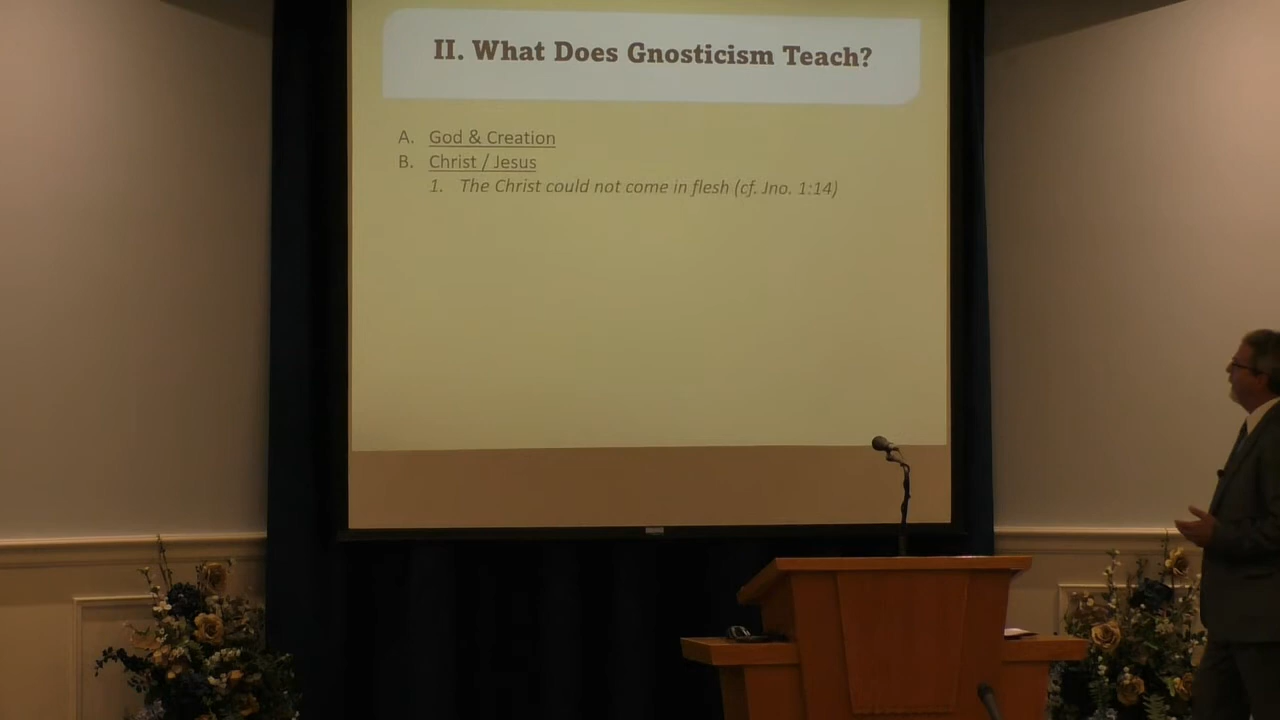 II. What Does Gnosticism Teach?
A. God & Creation
B. Christ / Jesus
1. The Christ could not come in flesh (cf. Jno. 1:14)